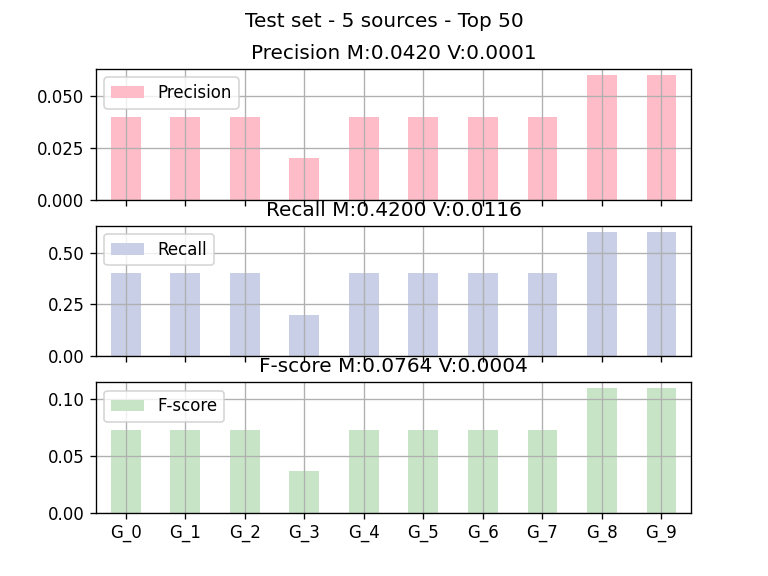 Test set - 5 sources - Top 50
Precision M:0.0420 V:0.0001
Precision
0.050
0.025
0.000
Recall M:0.4200 V:0.0116
Recall
0.50
0.25
0.00
F-score M:0.0764 V:0.0004
F-score
0.10
0.05
0.00
G_0 G_1 G_2 G_3 G_4 G_5 G_6 G_7 G_8 G_9